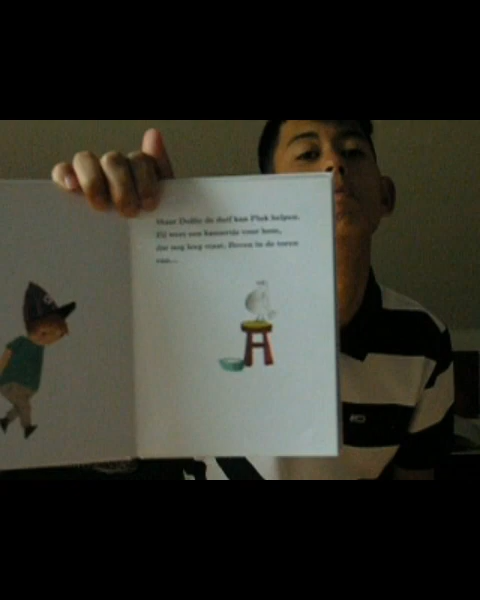 Maar Dollie de duif kan Pluk helpen.
Zij weet een kamertje voor hem,
dat nog leeg staat. Boven in de toren
van...